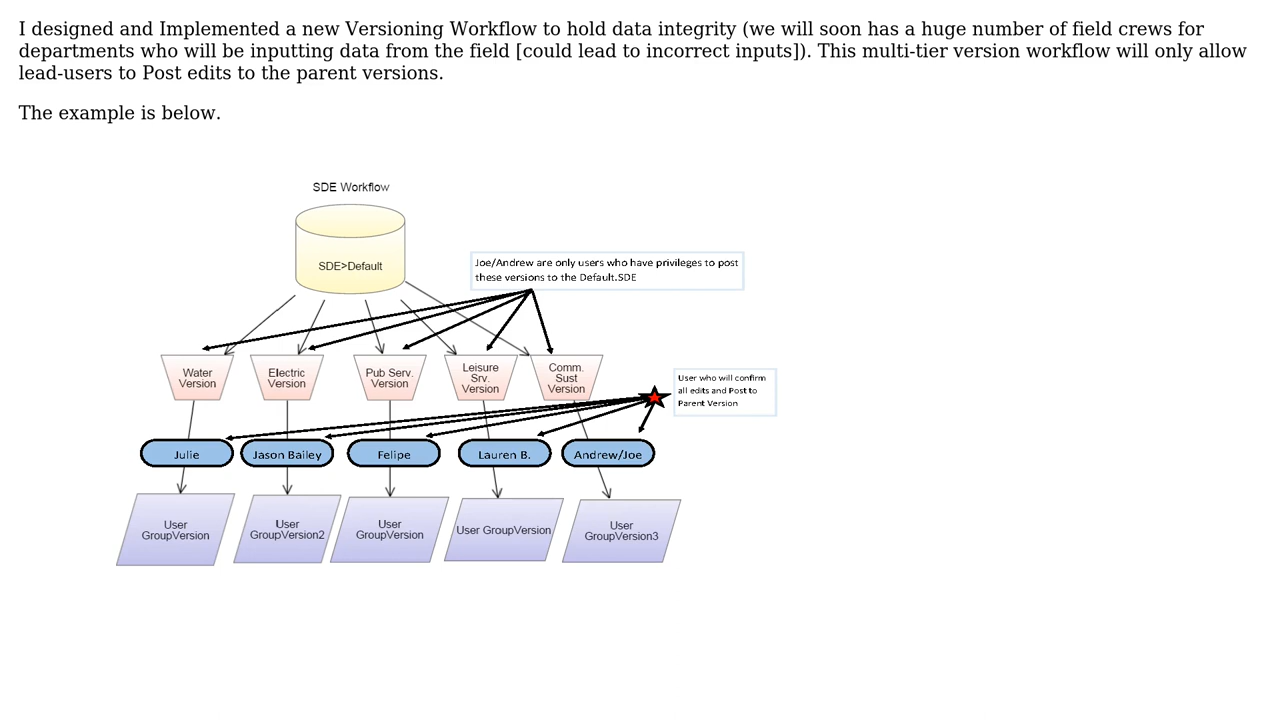 I designed and Implemented a new Versioning Workflow to hold data integrity (we will soon has a huge number of field crews for
departments who will be inputting data from the field [could lead to incorrect inputs]). This multi-tier version workflow will only allow
lead-users to Post edits to the parent versions.
The example is below.
SDE Workflow
SDE>Default
Joe/Andrew are only users who have privileges to post
these versions to the Default.SDE
Water
Version
Electric
Version
Pub Serv.
Version
Leisure
Srv.
Version
Comm.
Sust
Version
User who will confirm
all edits and Post to
Parent Version
Julie
Jason Bailey
Felipe
Lauren B.
Andrew/Joe
User
GroupVersion
User
GroupVersion2
User
GroupVersion
User GroupVersion
User
GroupVersion3